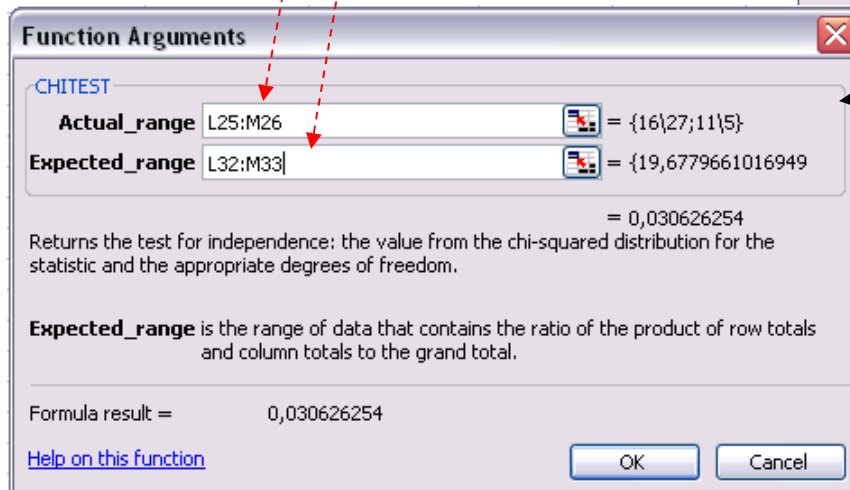 Function Arguments
CHITEST
Actual_range L25:M26 = {16\27;11\5}
Expected_range L32:M33 = {19,6779661016949
= 0,030626254
Returns the test for independence: the value from the chi-squared distribution for the
statistic and the appropriate degrees of freedom.
Expected_range is the range of data that contains the ratio of the product of row totals
and column totals to the grand total.
Formula result = 0,030626254
Help on this function OK Cancel